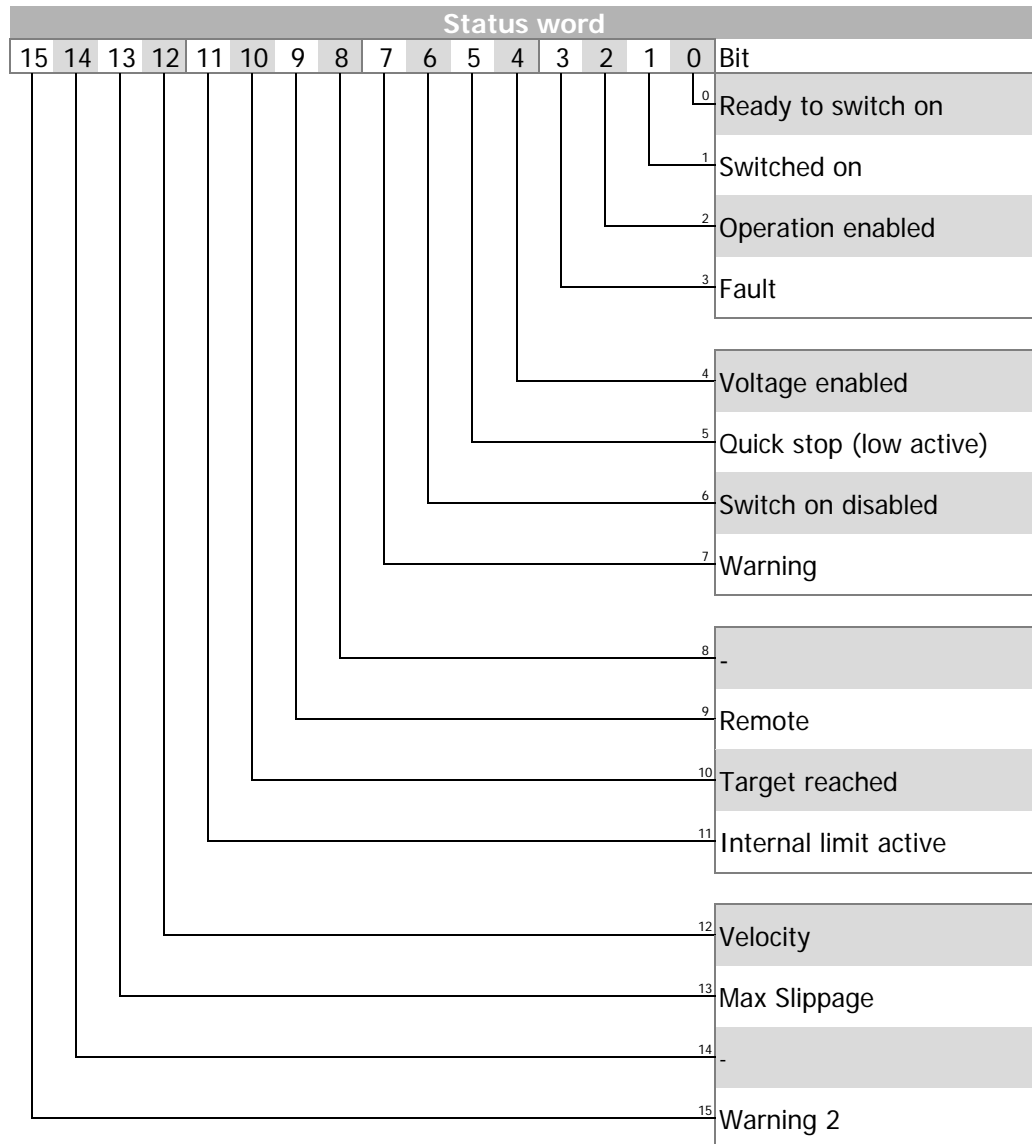 Status word
15 14 13 12 11 10 9 8 7 6 5 4 3 2 1 0 Bit
0 Ready to switch on
1 Switched on
2 Operation enabled
3 Fault
4 Voltage enabled
5 Quick stop (low active)
6 Switch on disabled
7 Warning
8 -
9 Remote
10 Target reached
11 Internal limit active
12 Velocity
13 Max Slippage
14 -
15 Warning 2